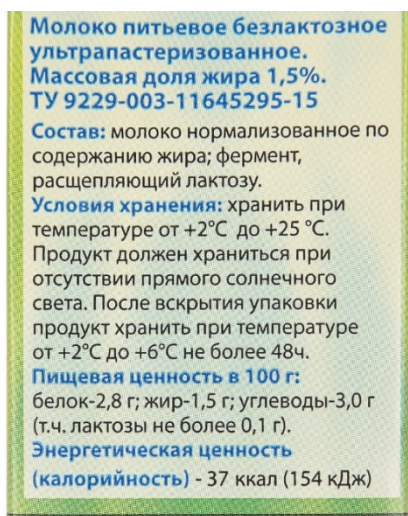 Молоко питьевое безлактозное
ультрапастеризованное.
Массовая доля жира 1,5%.
ТУ 9229-003-11645295-15
Состав: молоко нормализованное по
содержанию жира; фермент,
расщепляющий лактозу.
Условия хранения: хранить при
температуре от +2°С до +25 °С.
Продукт должен храниться при
отсутствии прямого солнечного
света. После вскрытия упаковки
продукт хранить при температуре
от +2°С до +6°С не более 48ч.
Пищевая ценность в 100 г:
белок-2,8 г; жир-1,5 г; углеводы-3,0 г
(т.ч. лактозы не более 0,1 г).
Энергетическая ценность
(калорийность) - 37 ккал (154 кДж)